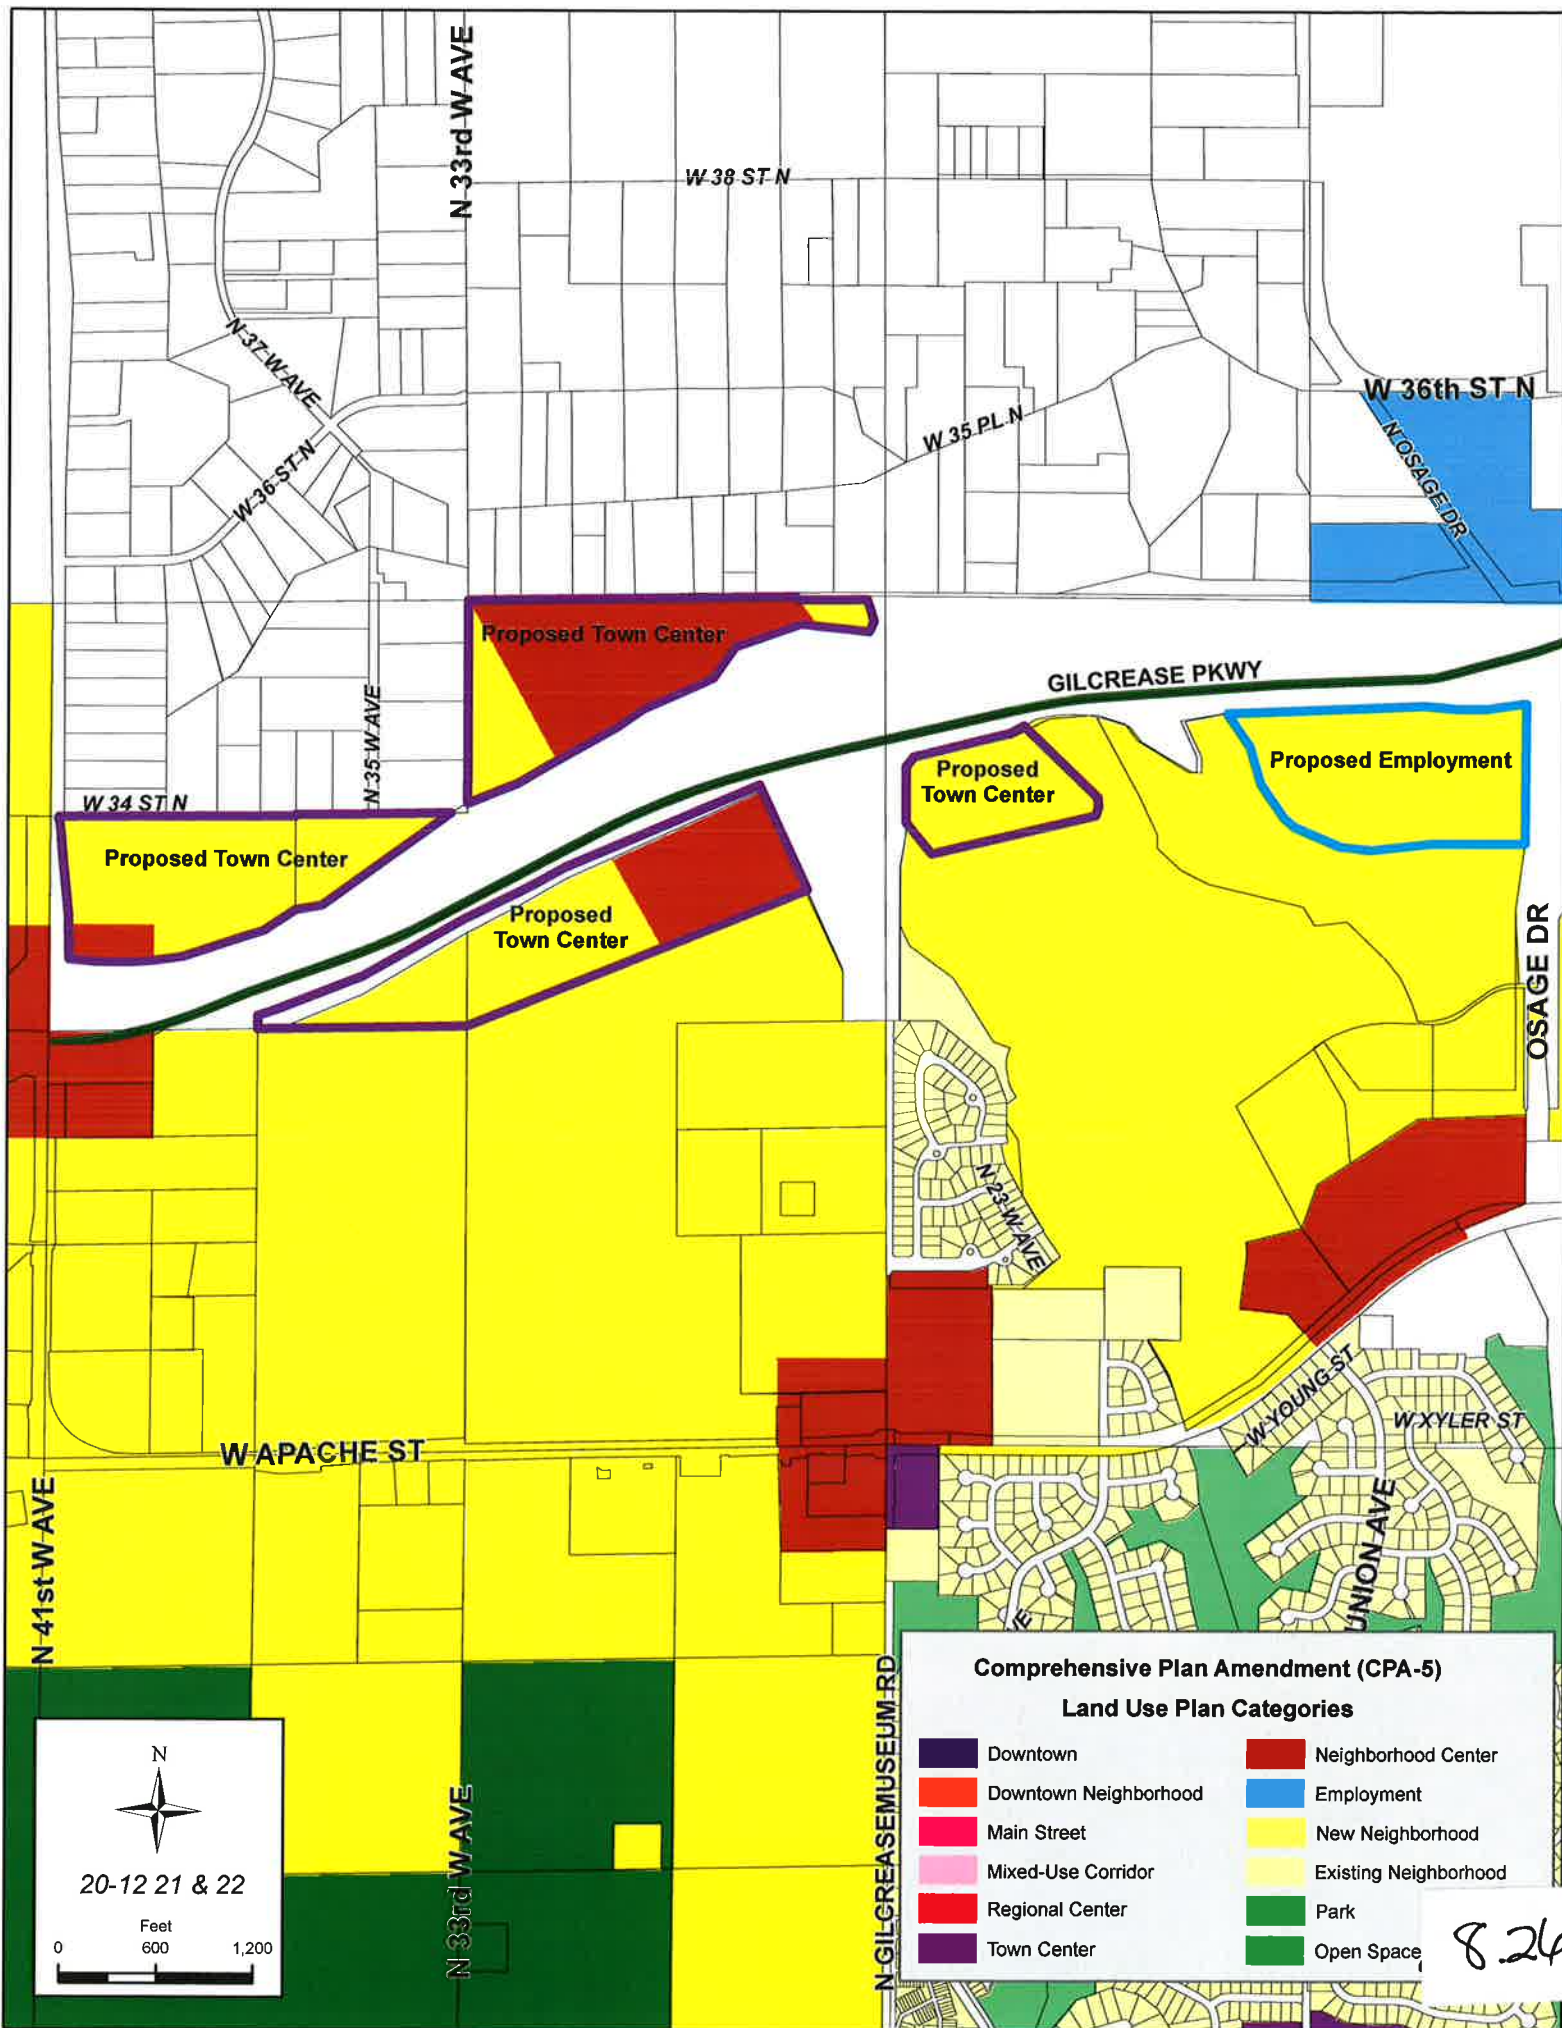 N 33rd W AVE
W 38 ST N
N 37 W AVE
W 36th ST N
W 35 PL N
N OSAGE DR
W 36 ST N
Proposed Town Center
GILCREASE PKWY
N 35 W AVE
Proposed
Town Center
Proposed Employment
W 34 ST N
Proposed Town Center
Proposed
Town Center
OSAGE DR
N 23 W AVE
W YOUNG ST
W XYLER ST
W APACHE ST
N 41st W AVE
UNION AVE
VE
N GILCREASEMUSEUM RD
N 33rd W AVE
N
20-12 21 & 22
Feet
0 600 1,200
Comprehensive Plan Amendment (CPA-5)
Land Use Plan Categories
Downtown
Downtown Neighborhood
Main Street
Mixed-Use Corridor
Regional Center
Town Center
Neighborhood Center
Employment
New Neighborhood
Existing Neighborhood
Park
Open Space
8.26